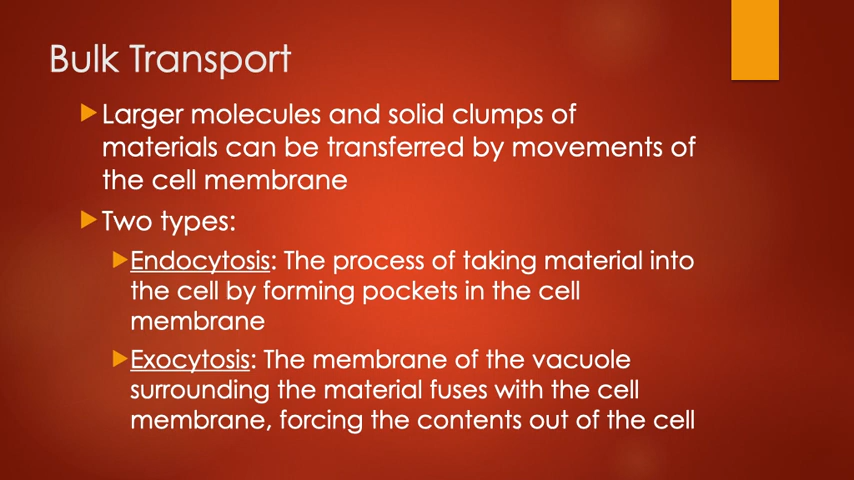 Bulk Transport
Larger molecules and solid clumps of
materials can be transferred by movements of
the cell membrane
Two types:
Endocytosis: The process of taking material into
the cell by forming pockets in the cell
membrane
Exocytosis: The membrane of the vacuole
surrounding the material fuses with the cell
membrane, forcing the contents out of the cell